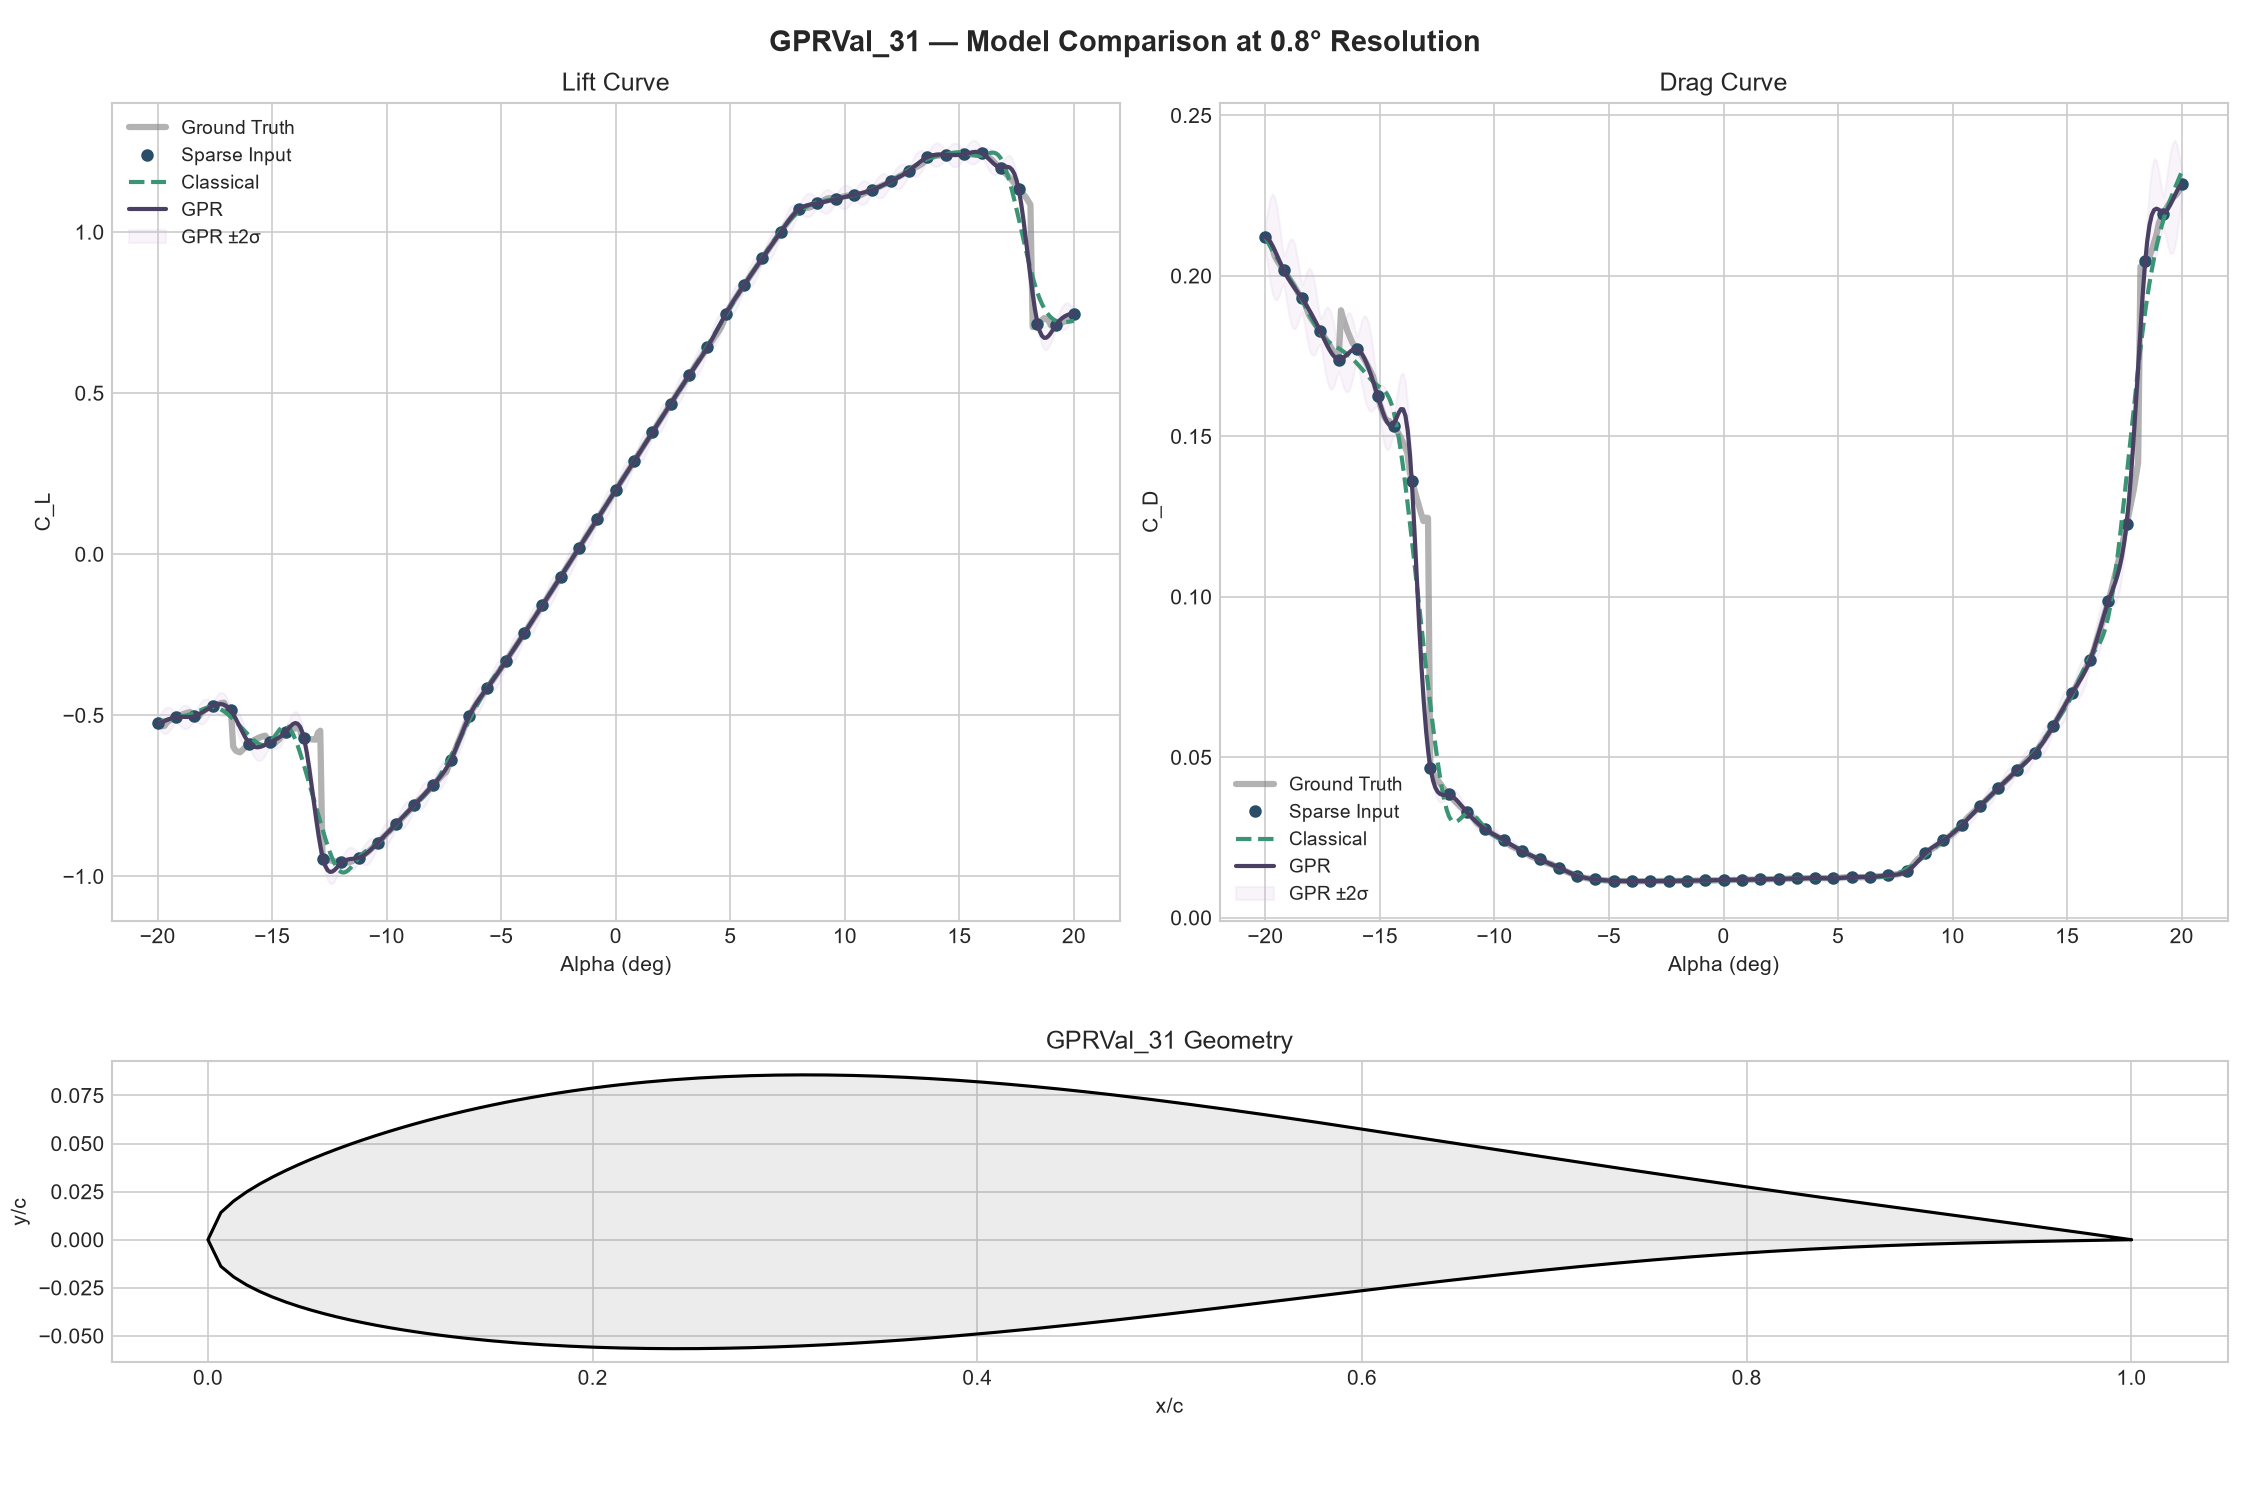 GPRVal_31 — Model Comparison at 0.8° Resolution
Lift Curve
Ground Truth
Sparse Input
Classical
GPR
GPR ±2σ
C_L
1.0
0.5
0.0
−0.5
−1.0
−20 −15 −10 −5 0 5 10 15 20
Alpha (deg)
Drag Curve
C_D
0.25
0.20
0.15
0.10
0.05
0.00
Ground Truth
Sparse Input
Classical
GPR
GPR ±2σ
−20 −15 −10 −5 0 5 10 15 20
Alpha (deg)
GPRVal_31 Geometry
y/c
0.075
0.050
0.025
0.000
−0.025
−0.050
0.0 0.2 0.4 0.6 0.8 1.0
x/c